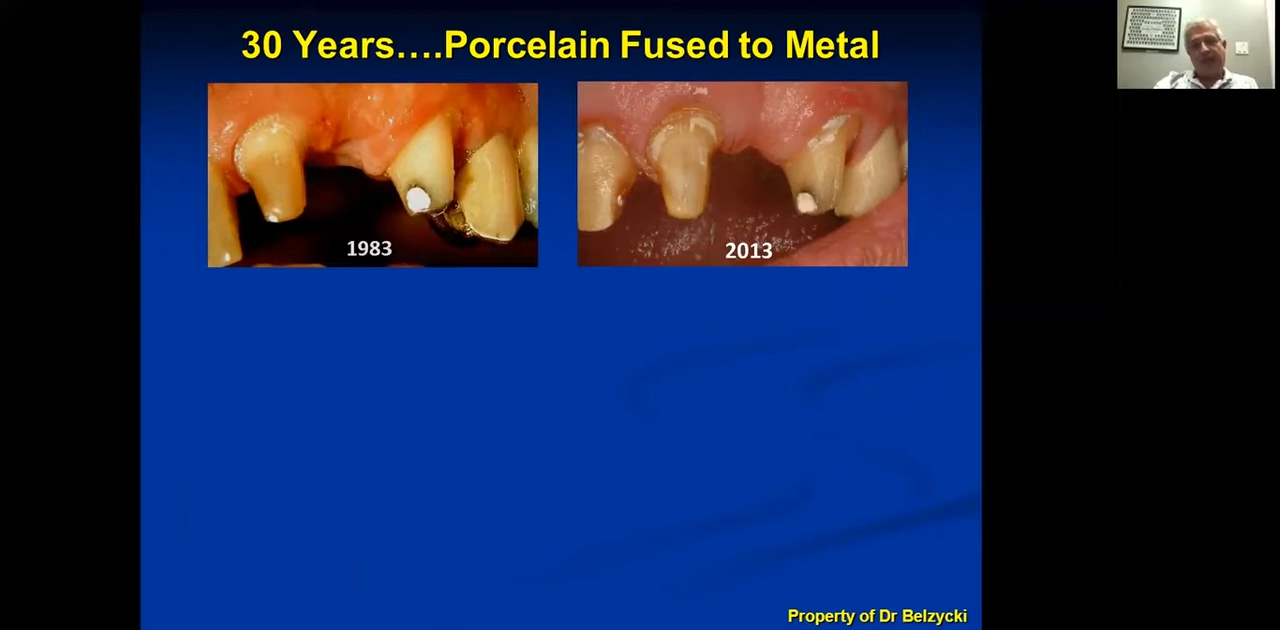 30 Years….Porcelain Fused to Metal
1983
2013
Property of Dr Belzycki